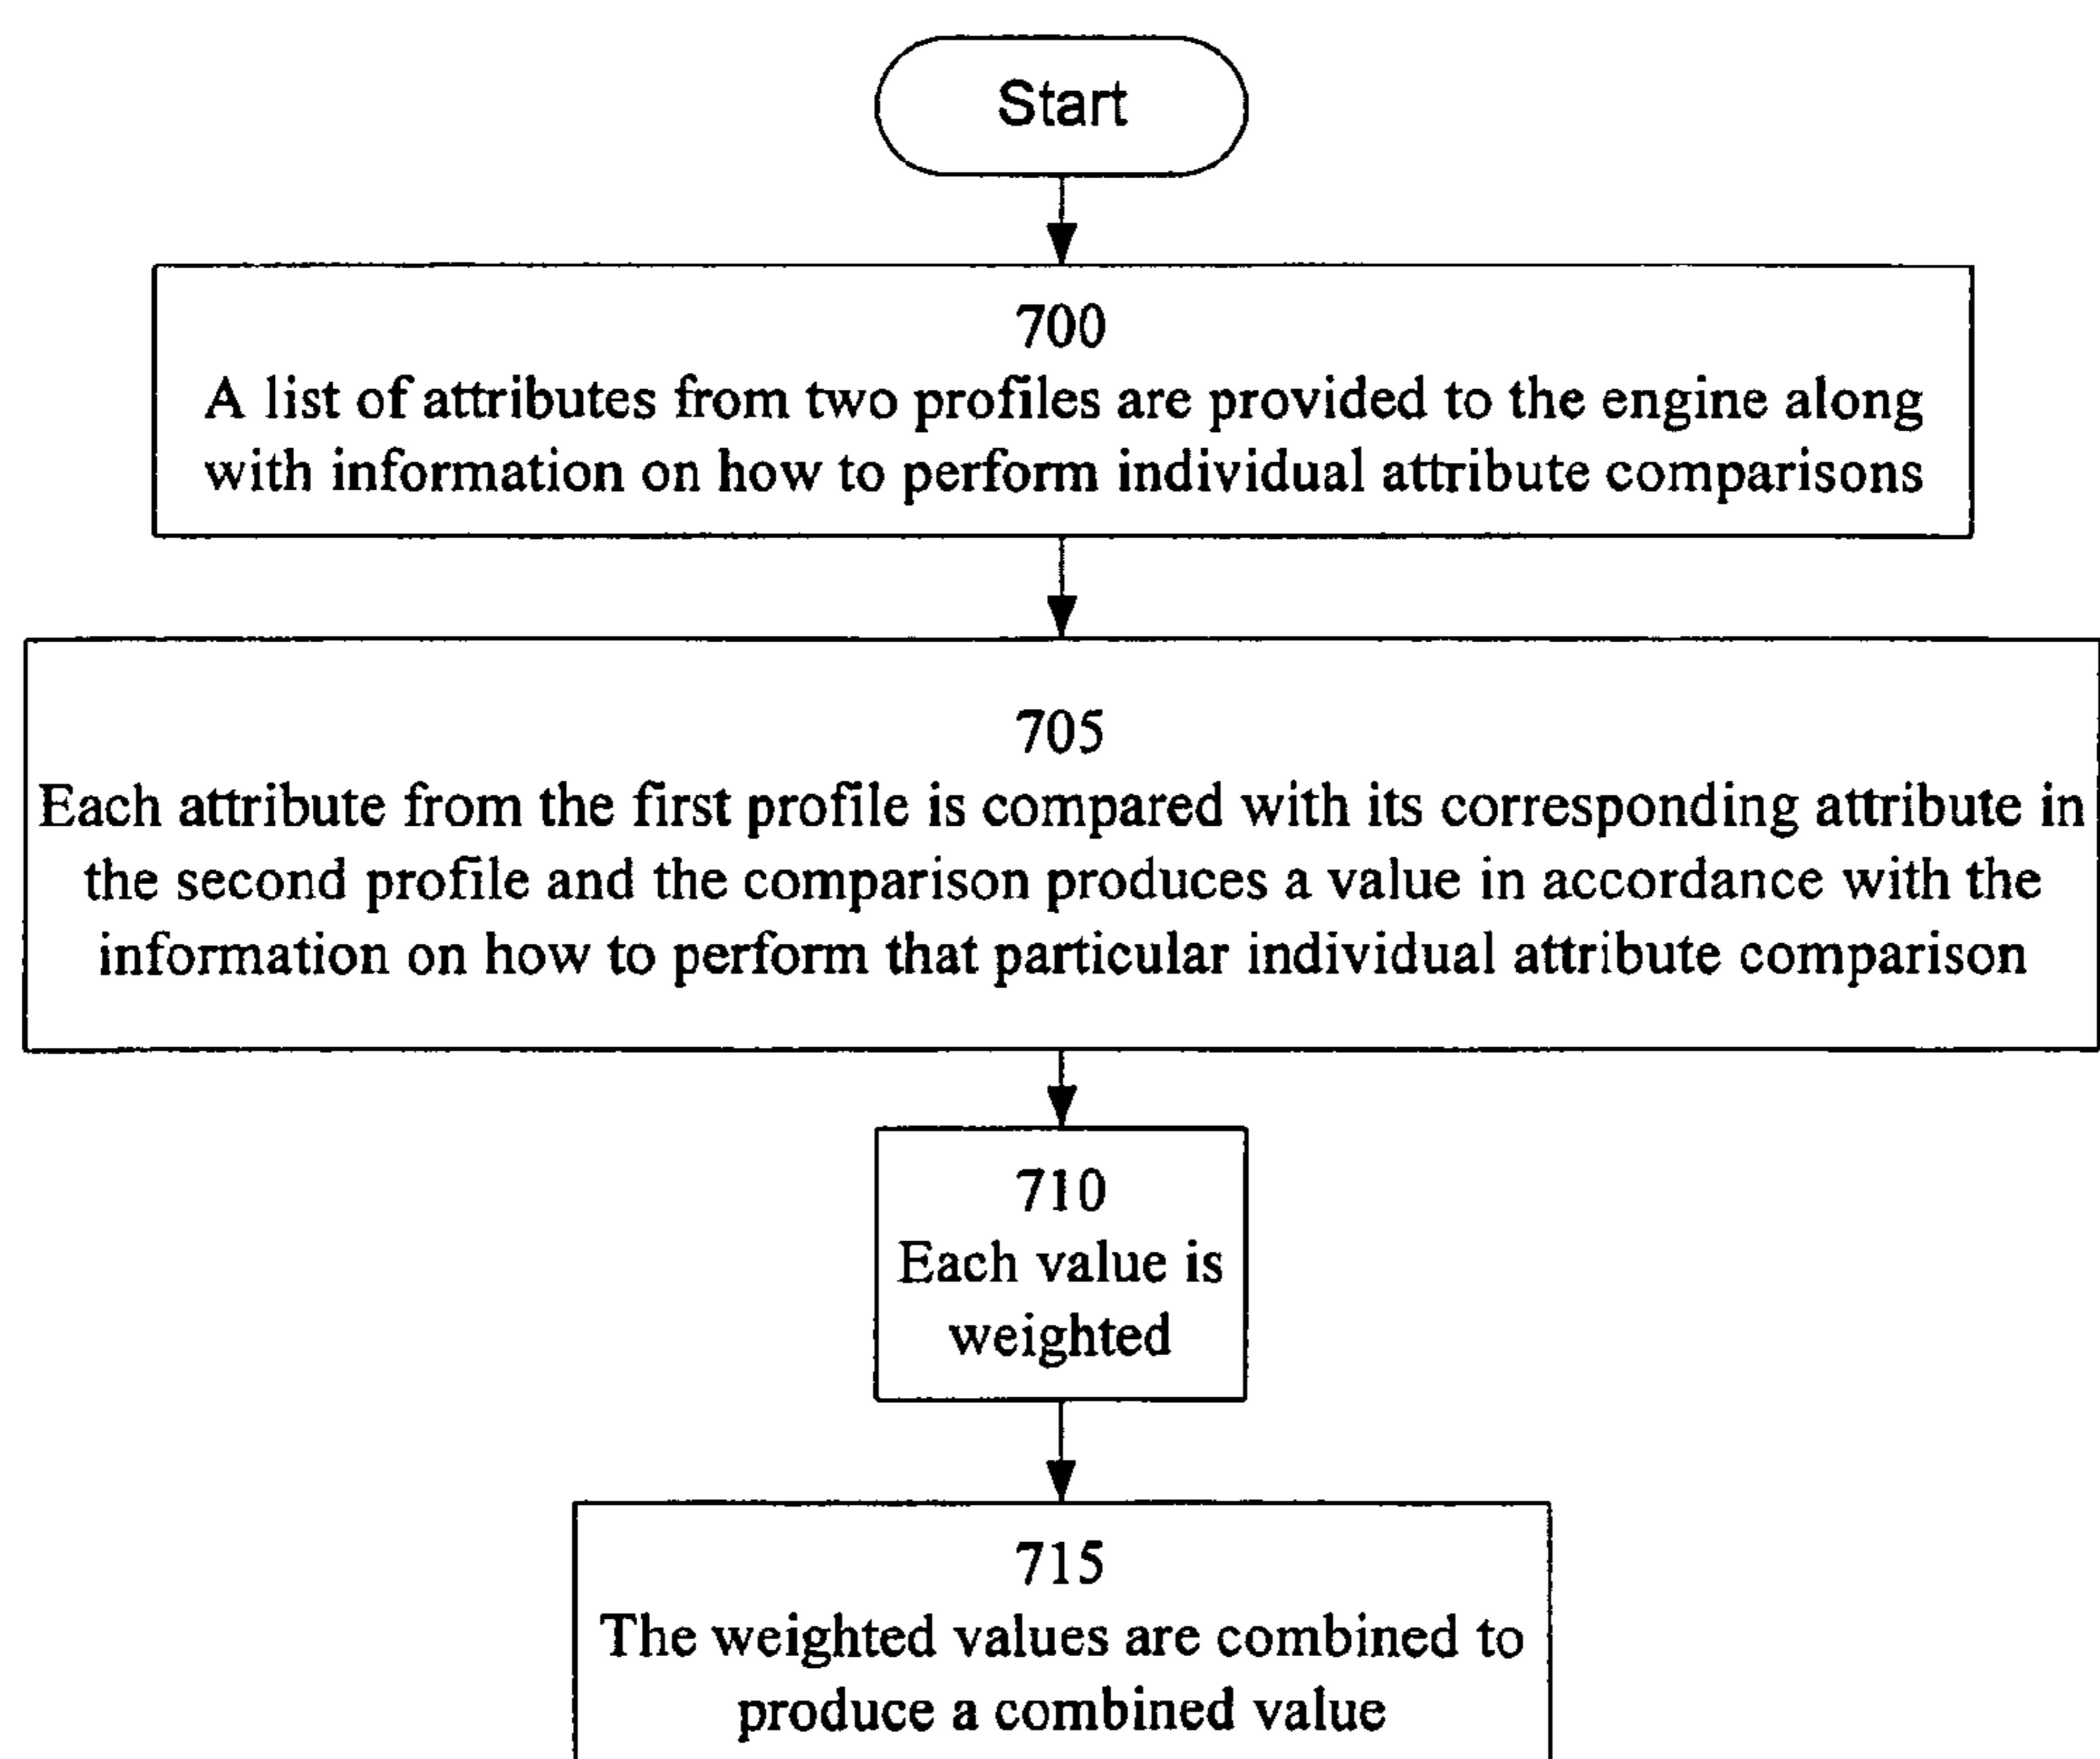 Start
700
A list of attributes from two profiles are provided to the engine along
with information on how to perform individual attribute comparisons
705
Each attribute from the first profile is compared with its corresponding attribute in
the second profile and the comparison produces a value in accordance with the
information on how to perform that particular individual attribute comparison
710
Each value is
weighted
715
The weighted values are combined to
produce a combined value